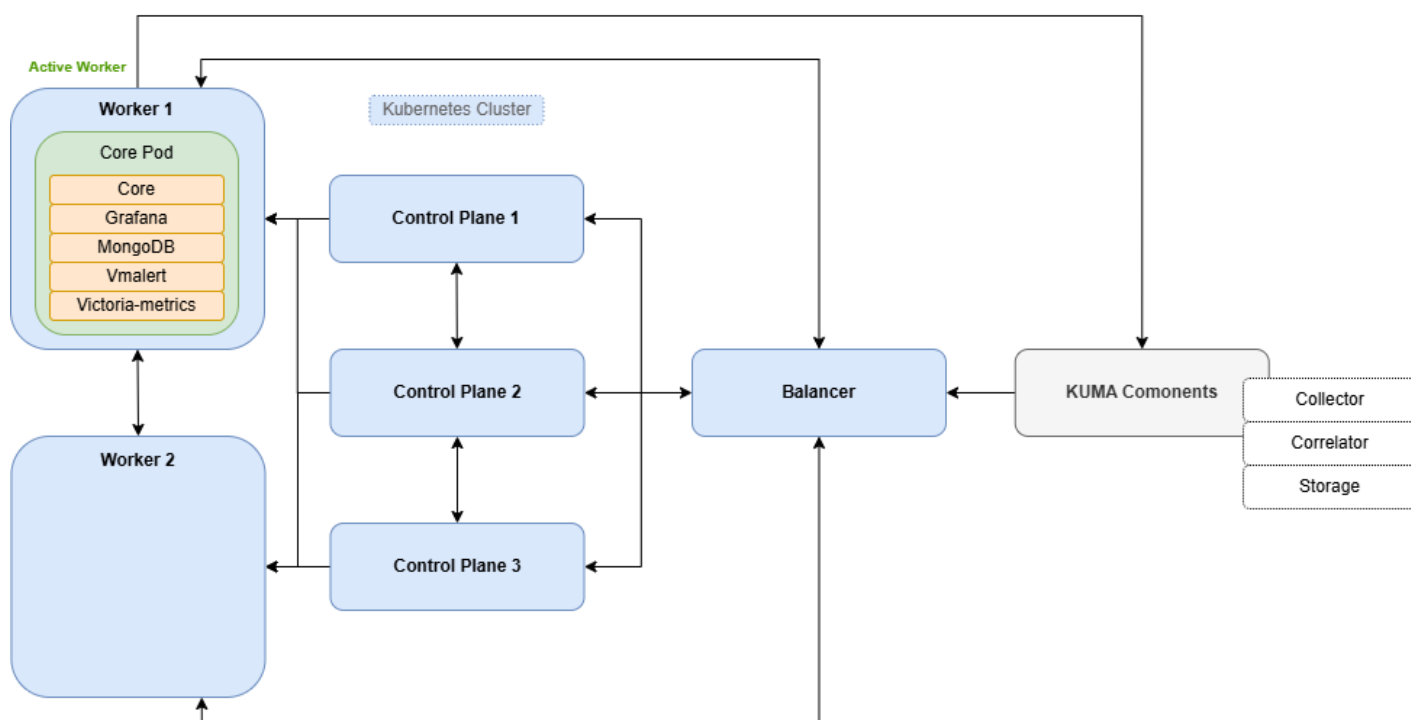 Active Worker
Worker 1
Kubernetes Cluster
Core Pod
Core
Grafana
MongoDB
Vmalert
Victoria-metrics
Control Plane 1
Control Plane 2
Balancer
KUMA Comonents
Collector
Correlator
Storage
Worker 2
Control Plane 3